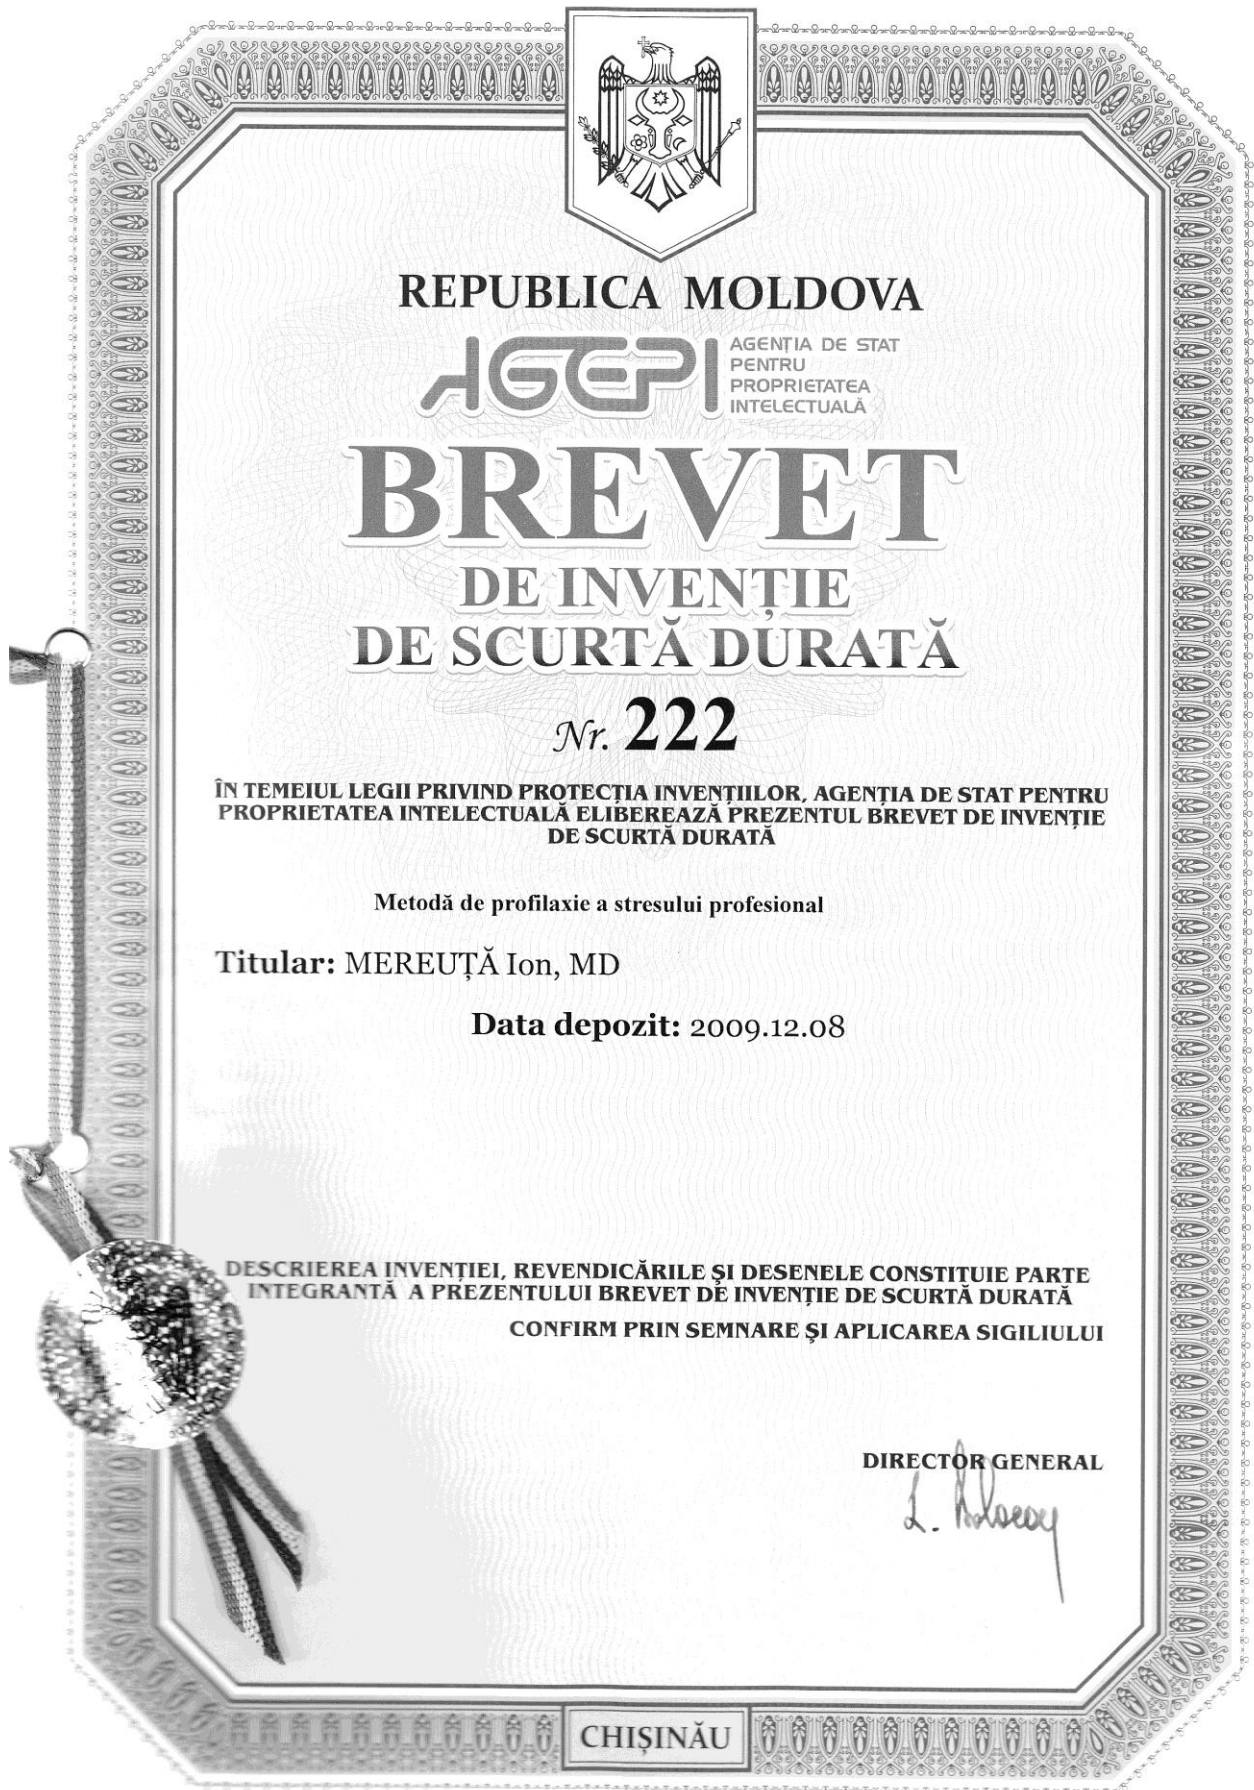 REPUBLICA MOLDOVA
AGEPI
AGENȚIA DE STAT
PENTRU
PROPRIETATEA
INTELECTUALĂ
BREVET
DE INVENȚIE
DE SCURTĂ DURATĂ
Nr. 222
ÎN TEMEIUL LEGII PRIVIND PROTECȚIA INVENȚIILOR, AGENȚIA DE STAT PENTRU
PROPRIETATEA INTELECTUALĂ ELIBEREAZĂ PREZENTUL BREVET DE INVENȚIE
DE SCURTĂ DURATĂ
Metodă de profilaxie a stresului profesional
Titular: MEREUȚĂ Ion, MD
Data depozit: 2009.12.08
DESCRIEREA INVENȚIEI, REVENDICĂRILE ȘI DESENELE CONSTITUIE PARTE
INTEGRANTĂ A PREZENTULUI BREVET DE INVENȚIE DE SCURTĂ DURATĂ
CONFIRM PRIN SEMNARE ȘI APLICAREA SIGILIULUI
DIRECTOR GENERAL
CHIȘINĂU